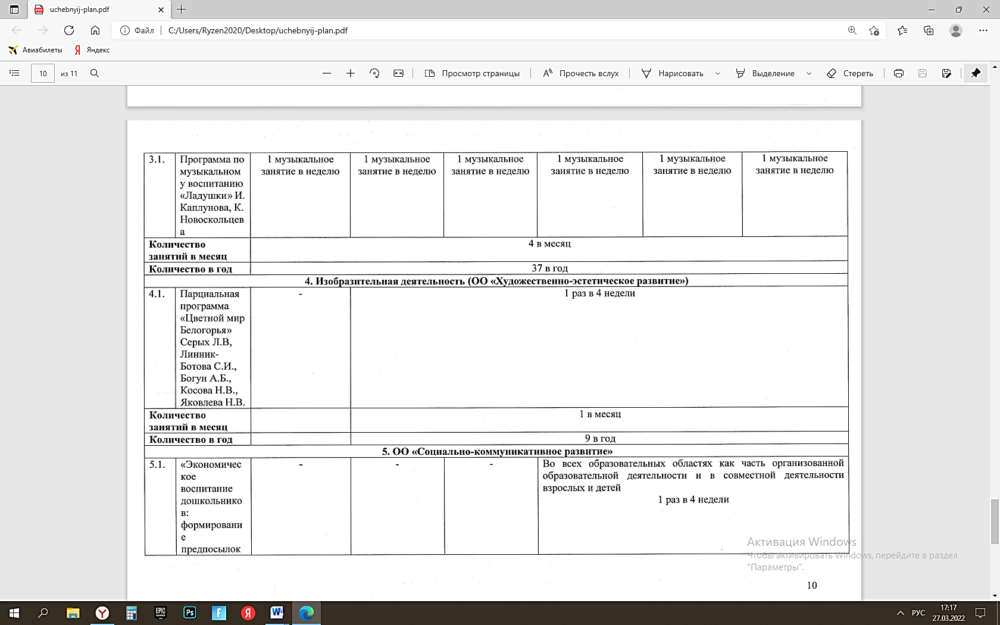 uchebnyij-plan.pdf
Файл
C:/Users/Ryzen2020/Desktop/uchebnyij-plan.pdf
Авиабилеты
Яндекс
10
из 11
Просмотр страницы
Прочесть вслух
Нарисовать
Выделение
Стереть
3.1.
Программа по
музыкальном
у воспитанию
«Ладушки» И.
Каплунова, К.
Новоскольцев
а
1 музыкальное
занятие в неделю
1 музыкальное
занятие в неделю
1 музыкальное
занятие в неделю
1 музыкальное
занятие в неделю
1 музыкальное
занятие в неделю
1 музыкальное
занятие в неделю
Количество
занятий в месяц
4 в месяц
Количество в год
37 в год
4. Изобразительная деятельность (ОО «Художественно-эстетическое развитие»)
4.1.
Парциальная
программа
«Цветной мир
Белогорья»
Серых Л.В,
Линник-
Ботова С.И.,
Богун А.Б.,
Косова Н.В.,
Яковлева Н.В.
-
1 раз в 4 недели
Количество
занятий в месяц
1 в месяц
Количество в год
9 в год
5. ОО «Социально-коммуникативное развитие»
5.1.
«Экономичес
кое
воспитание
дошкольнико
в:
формировани
е
предпосылок
-
-
-
Во всех образовательных областях как часть организованной
образовательной деятельности и в совместной деятельности
взрослых и детей
1 раз в 4 недели
Активация Windows
Чтобы активировать Windows, перейдите в раздел
"Параметры".
10
EPIC
GAMES
Ps
F
Я
W
РУС
17:17
27.03.2022